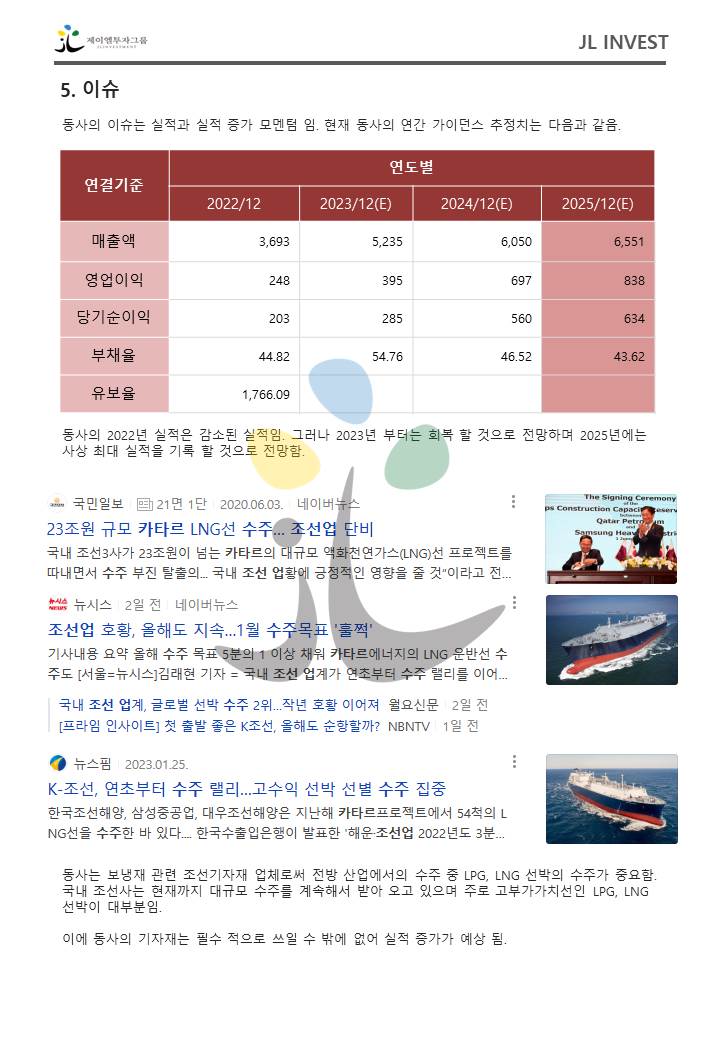 제이엘투자그룹
JL INVESTMENT
JL INVEST
5. 이슈
동사의 이슈는 실적과 실적 증가 모멘텀 임. 현재 동사의 연간 가이던스 추정치는 다음과 같음.
연결기준 연도별
2022/12 2023/12(E) 2024/12(E) 2025/12(E)
매출액 3,693 5,235 6,050 6,551
영업이익 248 395 697 838
당기순이익 203 285 560 634
부채율 44.82 54.76 46.52 43.62
유보율 1,766.09
동사의 2022년 실적은 감소된 실적임. 그러나 2023년 부터는 회복 할 것으로 전망하며 2025년에는
사상 최대 실적을 기록 할 것으로 전망함.
국민일보 21면 1단 2020.06.03. 네이버뉴스
23조원 규모 카타르 LNG선 수주... 조선업 단비
국내 조선3사가 23조원이 넘는 카타르의 대규모 액화천연가스(LNG)선 프로젝트를
따내면서 수주 부진 탈출의... 국내 조선 업황에 긍정적인 영향을 줄 것”이라고 전...
The Signing Ceremony
of the
ps Construction Capacity Reserv
between
Qatar Petroleum
and
Samsung Heavy
뉴시스 2일 전 네이버뉴스
조선업 호황, 올해도 지속...1월 수주목표 '훌쩍'
기사내용 요약 올해 수주 목표 5분의 1 이상 채워 카타르에너지의 LNG 운반선 수
주도 [서울=뉴시스]김래현 기자 = 국내 조선 업계가 연초부터 수주 랠리를 이어...
국내 조선 업계, 글로벌 선박 수주 2위...작년 호황 이어져 월요신문 2일 전
[프라임 인사이트] 첫 출발 좋은 K조선, 올해도 순항할까? NBNTV 1일 전
뉴스핌 2023.01.25.
K-조선, 연초부터 수주 랠리...고수익 선박 선별 수주 집중
한국조선해양, 삼성중공업, 대우조선해양은 지난해 카타르프로젝트에서 54척의 L
NG선을 수주한 바 있다.... 한국수출입은행이 발표한 '해운·조선업 2022년도 3분...
동사는 보냉재 관련 조선기자재 업체로써 전방 산업에서의 수주 중 LPG, LNG 선박의 수주가 중요함.
국내 조선사는 현재까지 대규모 수주를 계속해서 받아 오고 있으며 주로 고부가가치선인 LPG, LNG
선박이 대부분임.
이에 동사의 기자재는 필수 적으로 쓰일 수 밖에 없어 실적 증가가 예상 됨.